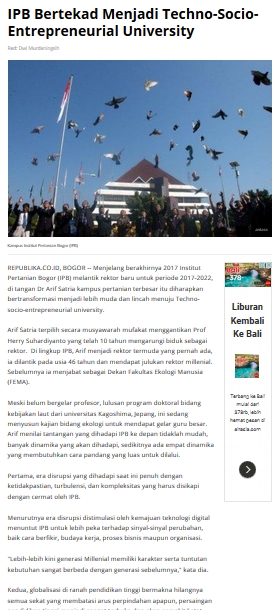 IPB Bertekad Menjadi Techno-Socio-
Entrepreneurial University
Red: Dwi Murdaningsih
Kampus Institut Pertanian Bogor (IPB)
REPUBLIKA.CO.ID, BOGOR -- Menjelang berakhirnya 2017 Institut
Pertanian Bogor (IPB) melantik rektor baru untuk periode 2017-2022,
di tangan Dr Arif Satria kampus pertanian terbesar itu diharapkan
bertransformasi menjadi lebih muda dan lincah menuju Techno-
socio-entrepreneurial university.
Arif Satria terpilih secara musyawarah mufakat menggantikan Prof
Herry Suhardiyanto yang telah 10 tahun mengarungi biduk sebagai
rektor. Di lingkup IPB, Arif menjadi rektor termuda yang pernah ada,
ia dilantik pada usia 46 tahun dan mendapat julukan rektor millenial.
Sebelumnya ia menjabat sebagai Dekan Fakultas Ekologi Manusia
(FEMA).
Meski belum bergelar profesor, lulusan program doktoral bidang
kebijakan laut dari universitas Kagoshima, Jepang, ini sedang
menyusun kajian bidang ekologi untuk mendapat gelar guru besar.
Arif menilai tantangan yang dihadapi IPB ke depan tidaklah mudah,
banyak dinamika yang akan dihadapi, sedikitnya ada empat dinamika
yang membutuhkan cara pandang yang luas untuk dilalui.
Pertama, era disrupsi yang dihadapi saat ini penuh dengan
ketidakpastian, turbulensi, dan kompleksitas yang harus disikapi
dengan cermat oleh IPB.
Menurutnya era disrupsi distimulasi oleh kemajuan teknologi digital
menuntut IPB untuk lebih peka terhadap sinyal-sinyal perubahan,
baik cara berfikir, budaya kerja, proses bisnis maupun organisasi.
"Lebih-lebih kini generasi Millenial memiliki karakter serta tuntutan
kebutuhan sangat berbeda dengan generasi sebelumnya," kata dia.
Kedua, globalisasi di ranah pendidikan tinggi bermakna hilangnya
semua sekat yang membatasi arus perpindahan apapun, persaingan
378
Liburan
Kembali
Ke Bali
Terbang ke Bali
mulai dari
878rb, lebih
hemat pesan di
airasia.com